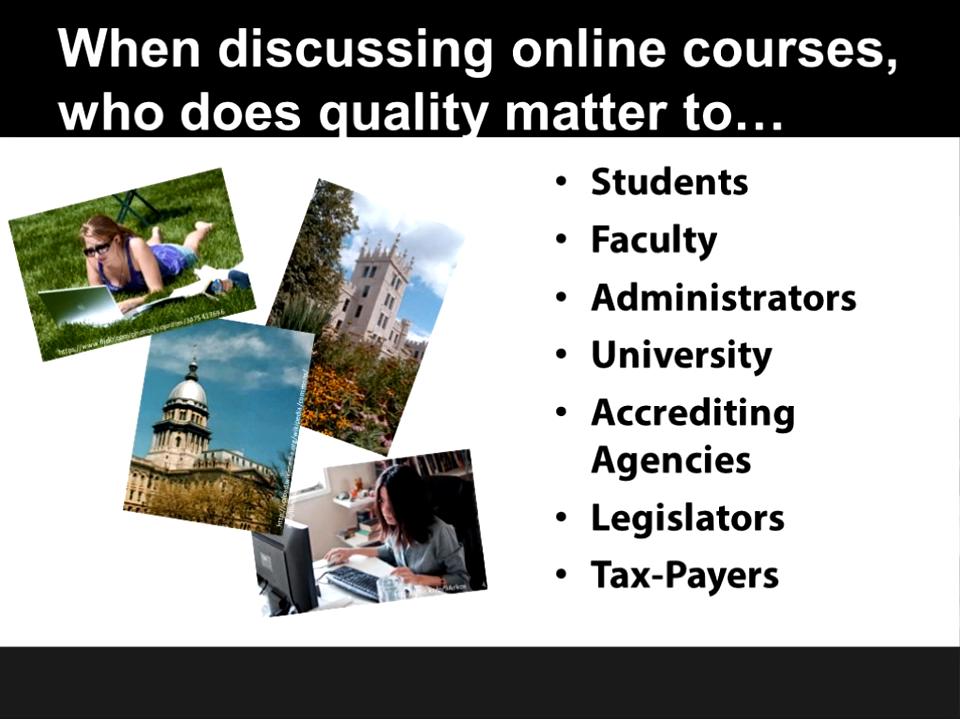 When discussing online courses,
who does quality matter to…
• Students
• Faculty
• Administrators
• University
• Accrediting
Agencies
• Legislators
• Tax-Payers